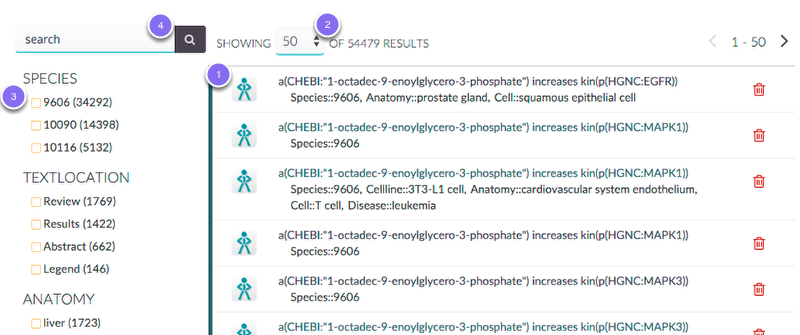 4
2
search
SHOWING 50 OF 54479 RESULTS
1 - 50
SPECIES
3
9606 (34292)
10090 (14398)
10116 (5132)
TEXTLOCATION
Review (1769)
Results (1422)
Abstract (662)
Legend (146)
ANATOMY
liver (1723)
1
a(CHEBI:"1-octadec-9-enoylglycero-3-phosphate") increases kin(p(HGNC:EGFR))
Species::9606, Anatomy::prostate gland, Cell::squamous epithelial cell
a(CHEBI:"1-octadec-9-enoylglycero-3-phosphate") increases kin(p(HGNC:MAPK1))
Species::9606
a(CHEBI:"1-octadec-9-enoylglycero-3-phosphate") increases kin(p(HGNC:MAPK1))
Species::9606, Cellline::3T3-L1 cell, Anatomy::cardiovascular system endothelium,
Cell::T cell, Disease::leukemia
a(CHEBI:"1-octadec-9-enoylglycero-3-phosphate") increases kin(p(HGNC:MAPK1))
Species::9606
a(CHEBI:"1-octadec-9-enoylglycero-3-phosphate") increases kin(p(HGNC:MAPK3))
Species::9606
a(CHEBI:"1-octadec-9-enoylglycero-3-phosphate") increases kin(p(HGNC:MAPK3))